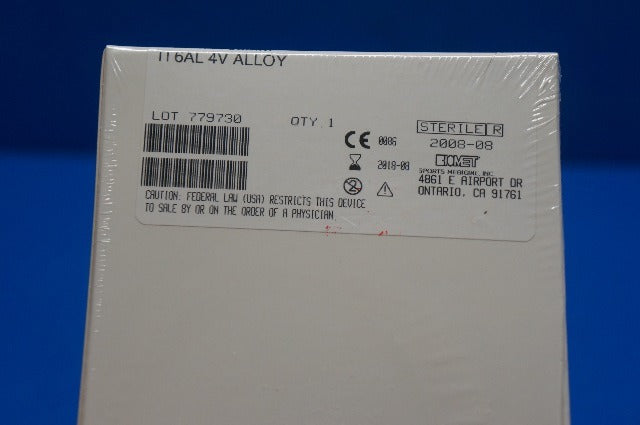 TI 6AL 4V ALLOY
LOT 779730
QTY. 1
CE 0086
STERILE R
2008-08
2018-08
BIOMET
SPORTS MEDICINE, INC.
4861 E AIRPORT DR
ONTARIO, CA 91761
CAUTION: FEDERAL LAW (USA) RESTRICTS THIS DEVICE
TO SALE BY OR ON THE ORDER OF A PHYSICIAN